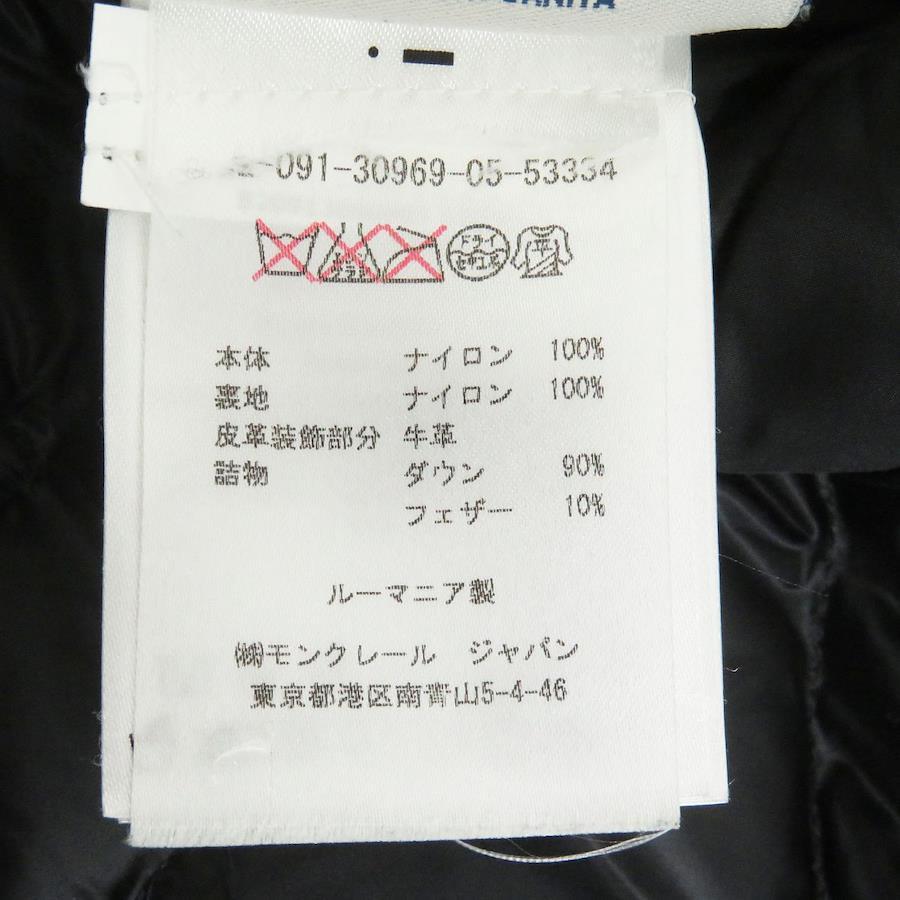 -091-30969-05-53334
ドライ
本体 ナイロン 100%
裏地 ナイロン 100%
皮革装飾部分 牛革
詰物 ダウン 90%
フェザー 10%
ルーマニア製
㈱モンクレール ジャパン
東京都港区南青山5-4-46